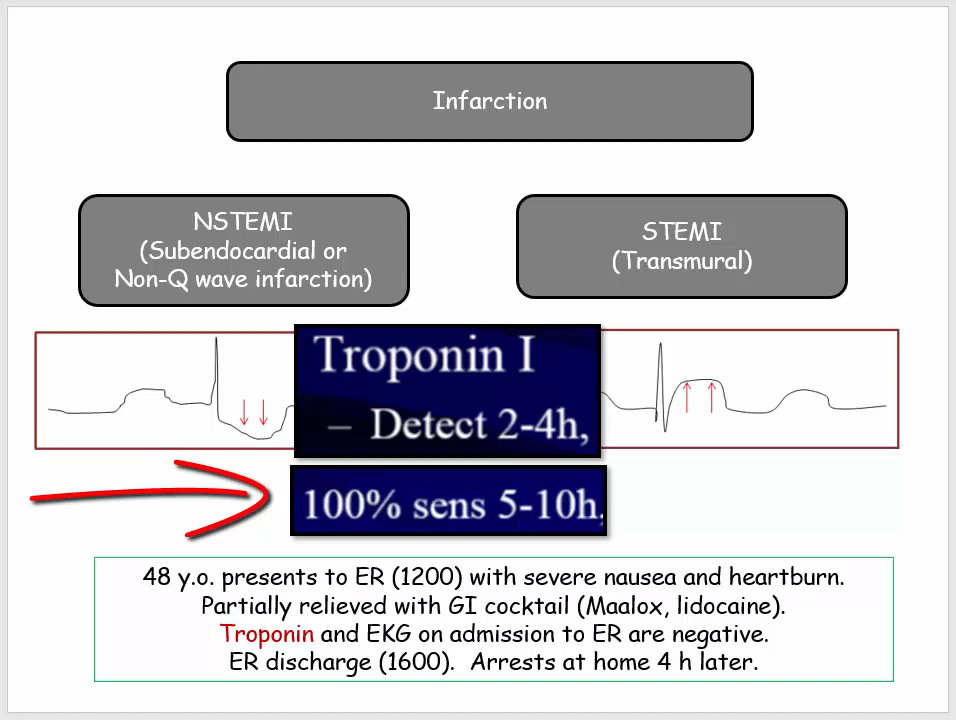 Infarction
NSTEMI
(Subendocardial or
Non-Q wave infarction)
STEMI
(Transmural)
Troponin I
– Detect 2-4h,
100% sens 5-10h,
48 y.o. presents to ER (1200) with severe nausea and heartburn.
Partially relieved with GI cocktail (Maalox, lidocaine).
Troponin and EKG on admission to ER are negative.
ER discharge (1600). Arrests at home 4 h later.